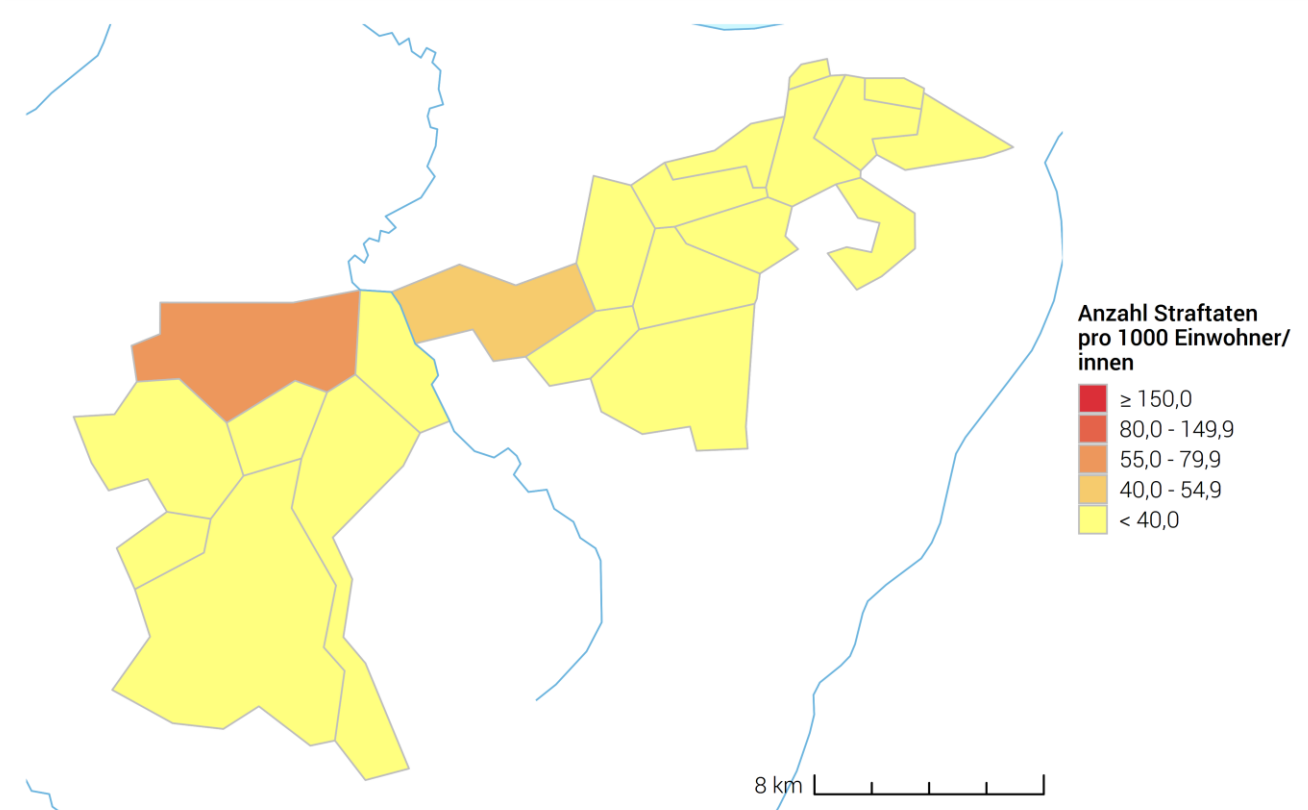 Anzahl Straftaten
pro 1000 Einwohner/
innen
≥ 150,0
80,0 - 149,9
55,0 - 79,9
40,0 - 54,9
< 40,0
8 km